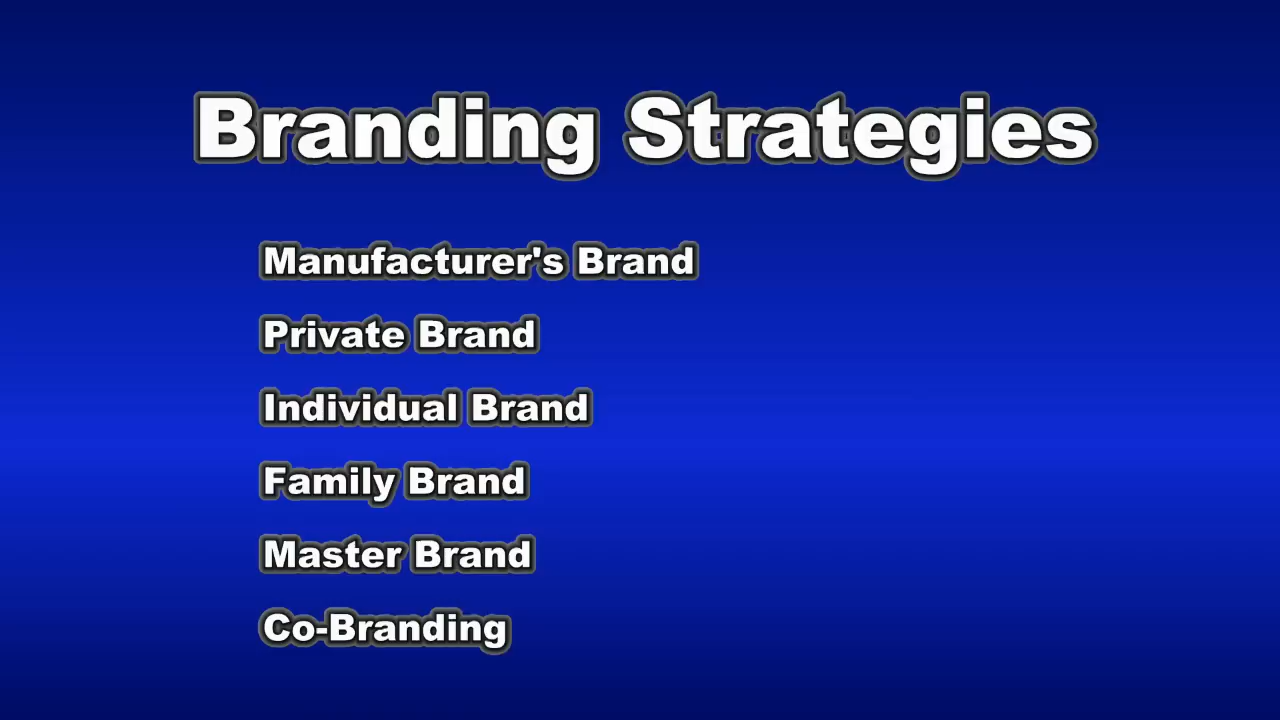 Branding Strategies
Manufacturer's Brand
Private Brand
Individual Brand
Family Brand
Master Brand
Co-Branding